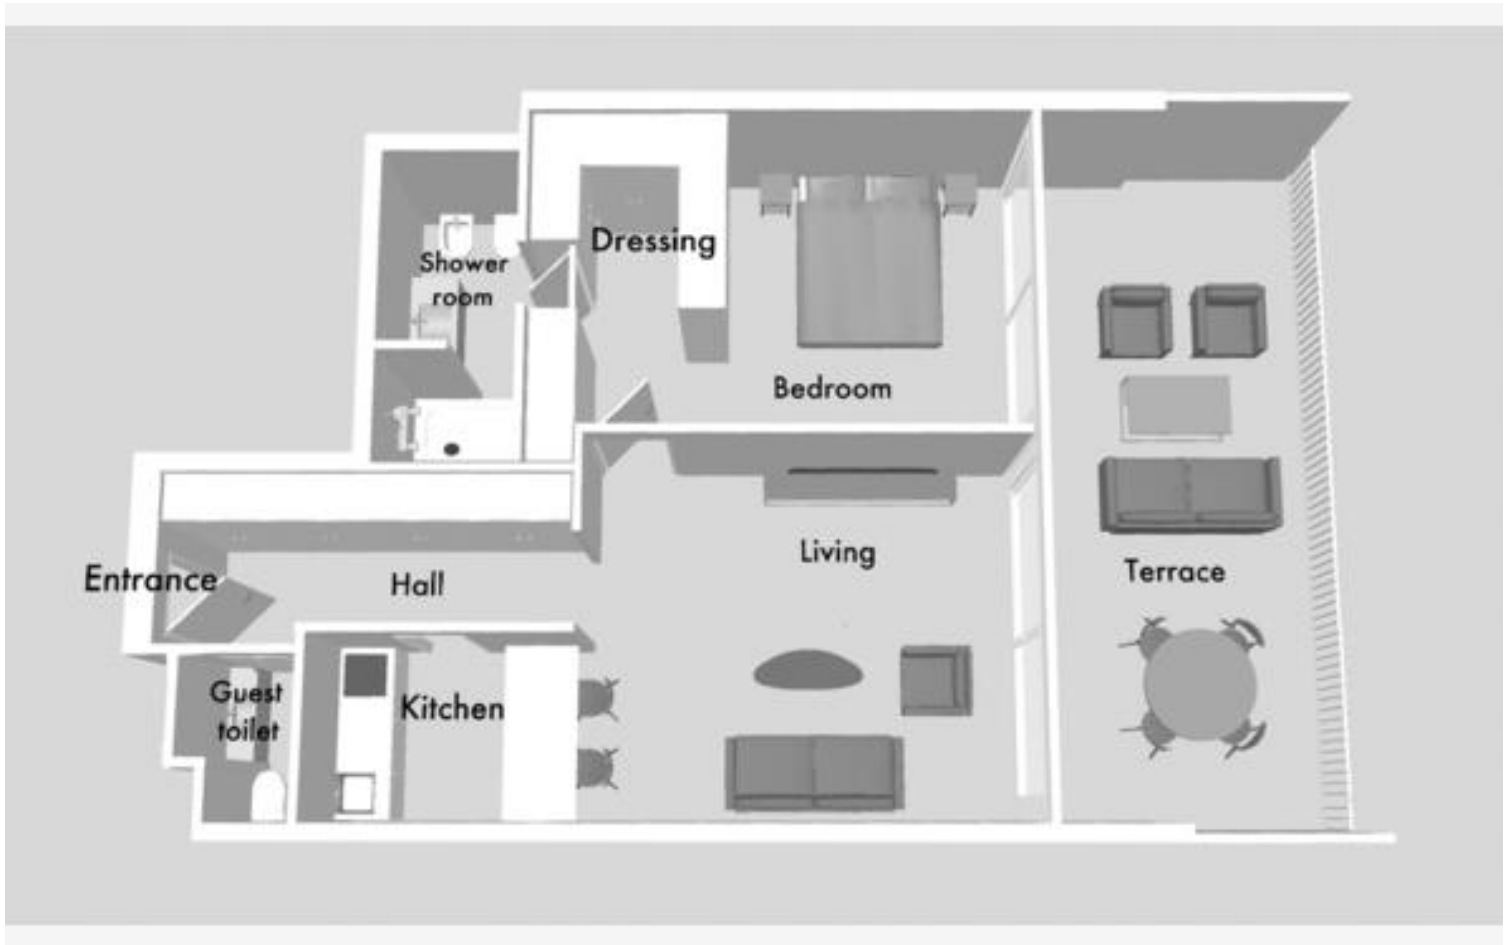 Dressing
Shower
room
Bedroom
Living
Terrace
Entrance
Hall
Guest
toilet
Kitchen